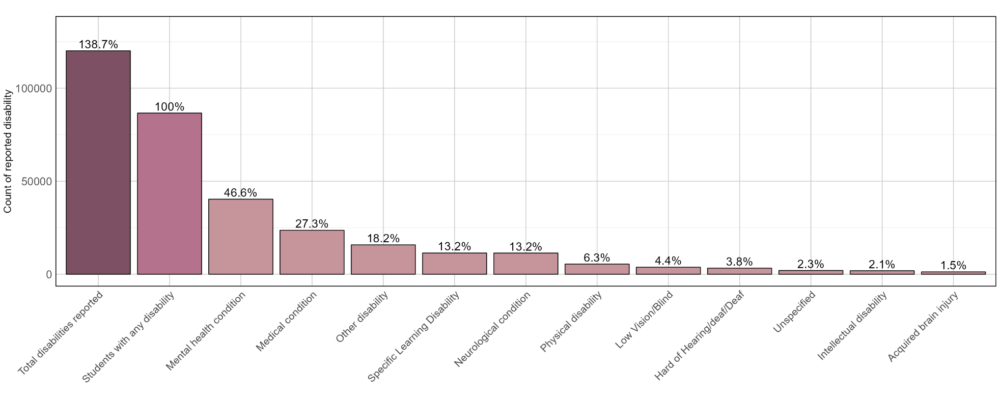 138.7%
100%
46.6%
27.3%
18.2%
13.2%
13.2%
6.3%
4.4%
3.8%
2.3%
2.1%
1.5%
Count of reported disability
100000
50000
0
Total disabilities reported
Students with any disability
Mental health condition
Medical condition
Other disability
Specific Learning Disability
Neurological condition
Physical disability
Low Vision/Blind
Hard of Hearing/deaf/Deaf
Unspecified
Intellectual disability
Acquired brain injury